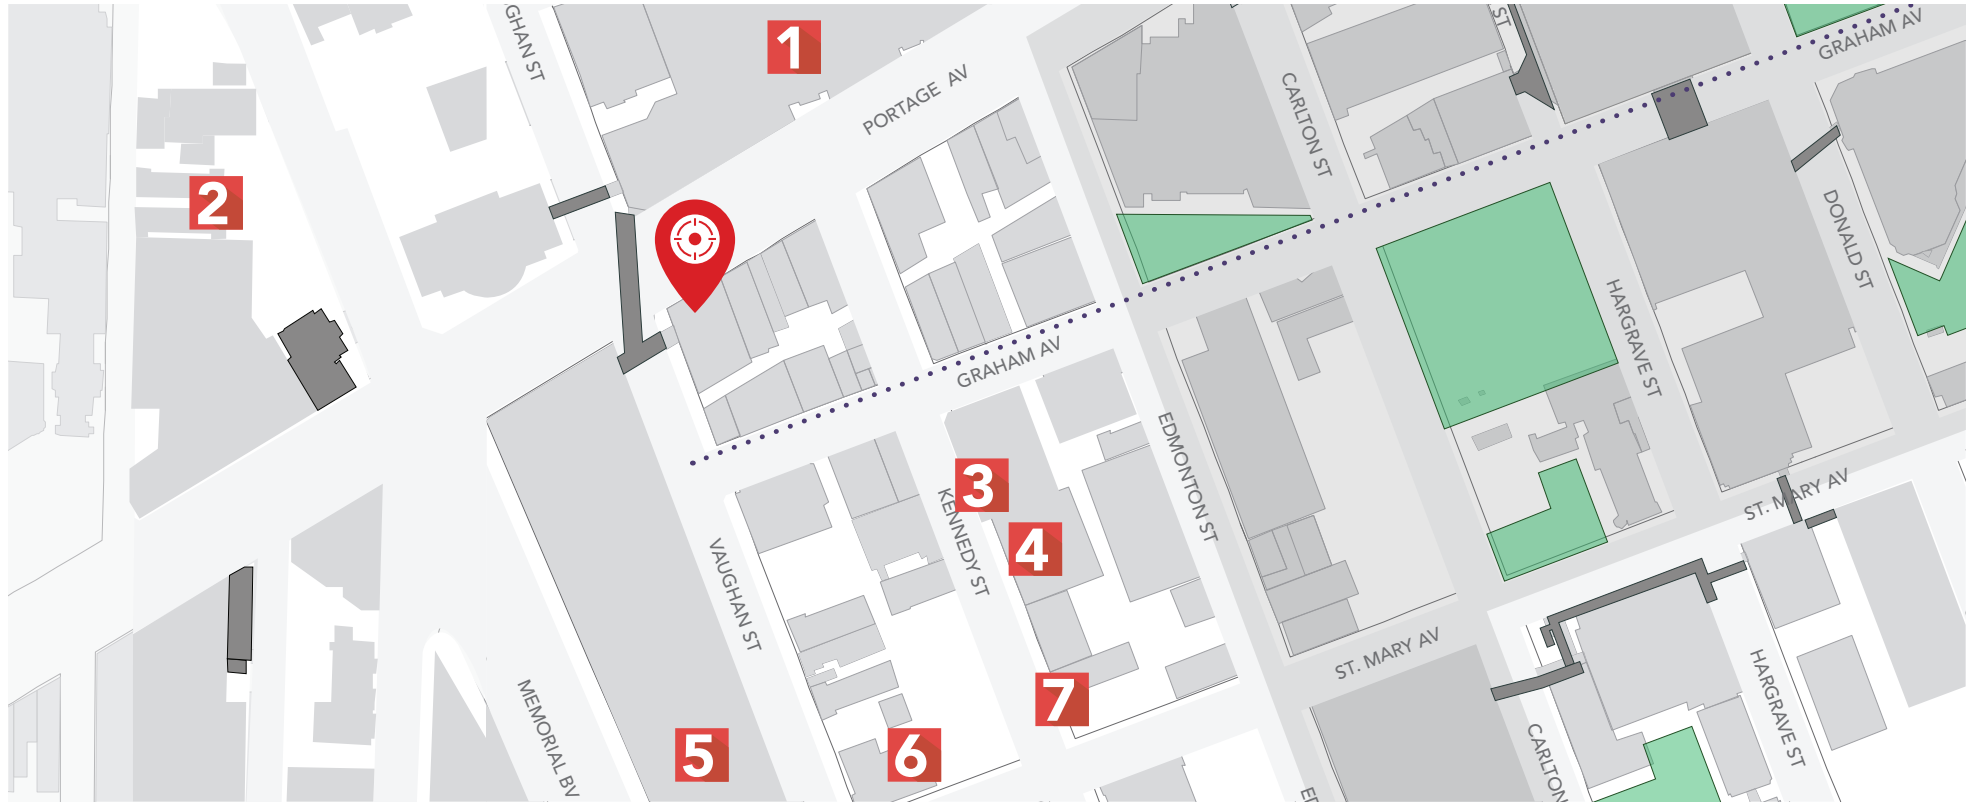 GHAN ST
1
PORTAGE AV
CARLTON ST
ST
GRAHAM AV
2
DONALD ST
HARGRAVE ST
GRAHAM AV
3
KENNEDY ST
EDMONTON ST
4
ST. MARY AV
VAUGHAN ST
ST. MARY AV
MEMORIAL BV
5
6
7
CARLTON
HARGRAVE ST
ED